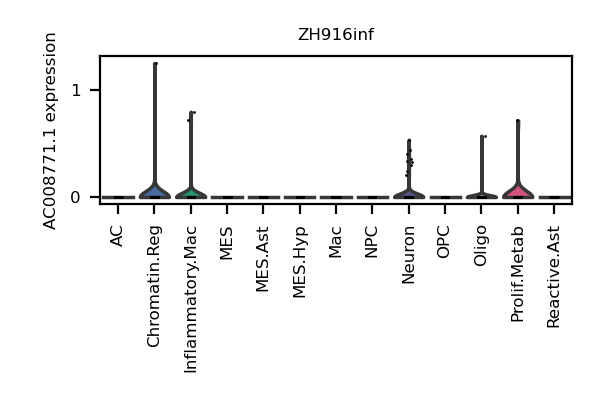 ZH916inf
AC008771.1 expression
1
0
AC
Chromatin.Reg
Inflammatory.Mac
MES
MES.Ast
MES.Hyp
Mac
NPC
Neuron
OPC
Oligo
Prolif.Metab
Reactive.Ast